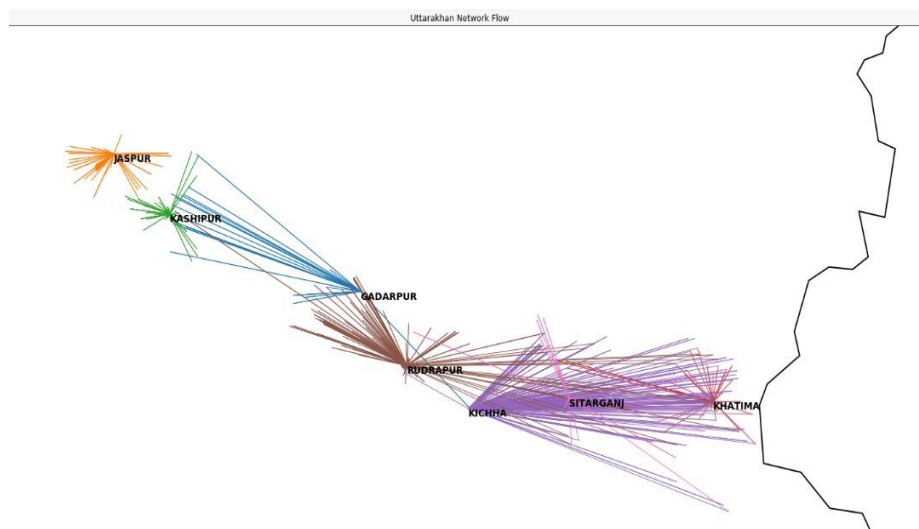 Uttarakhan Network Flow
JASPUR
KASHIPUR
GADARPUR
RUDRAPUR
KICHHA
SITARGANJ
KHATIMA